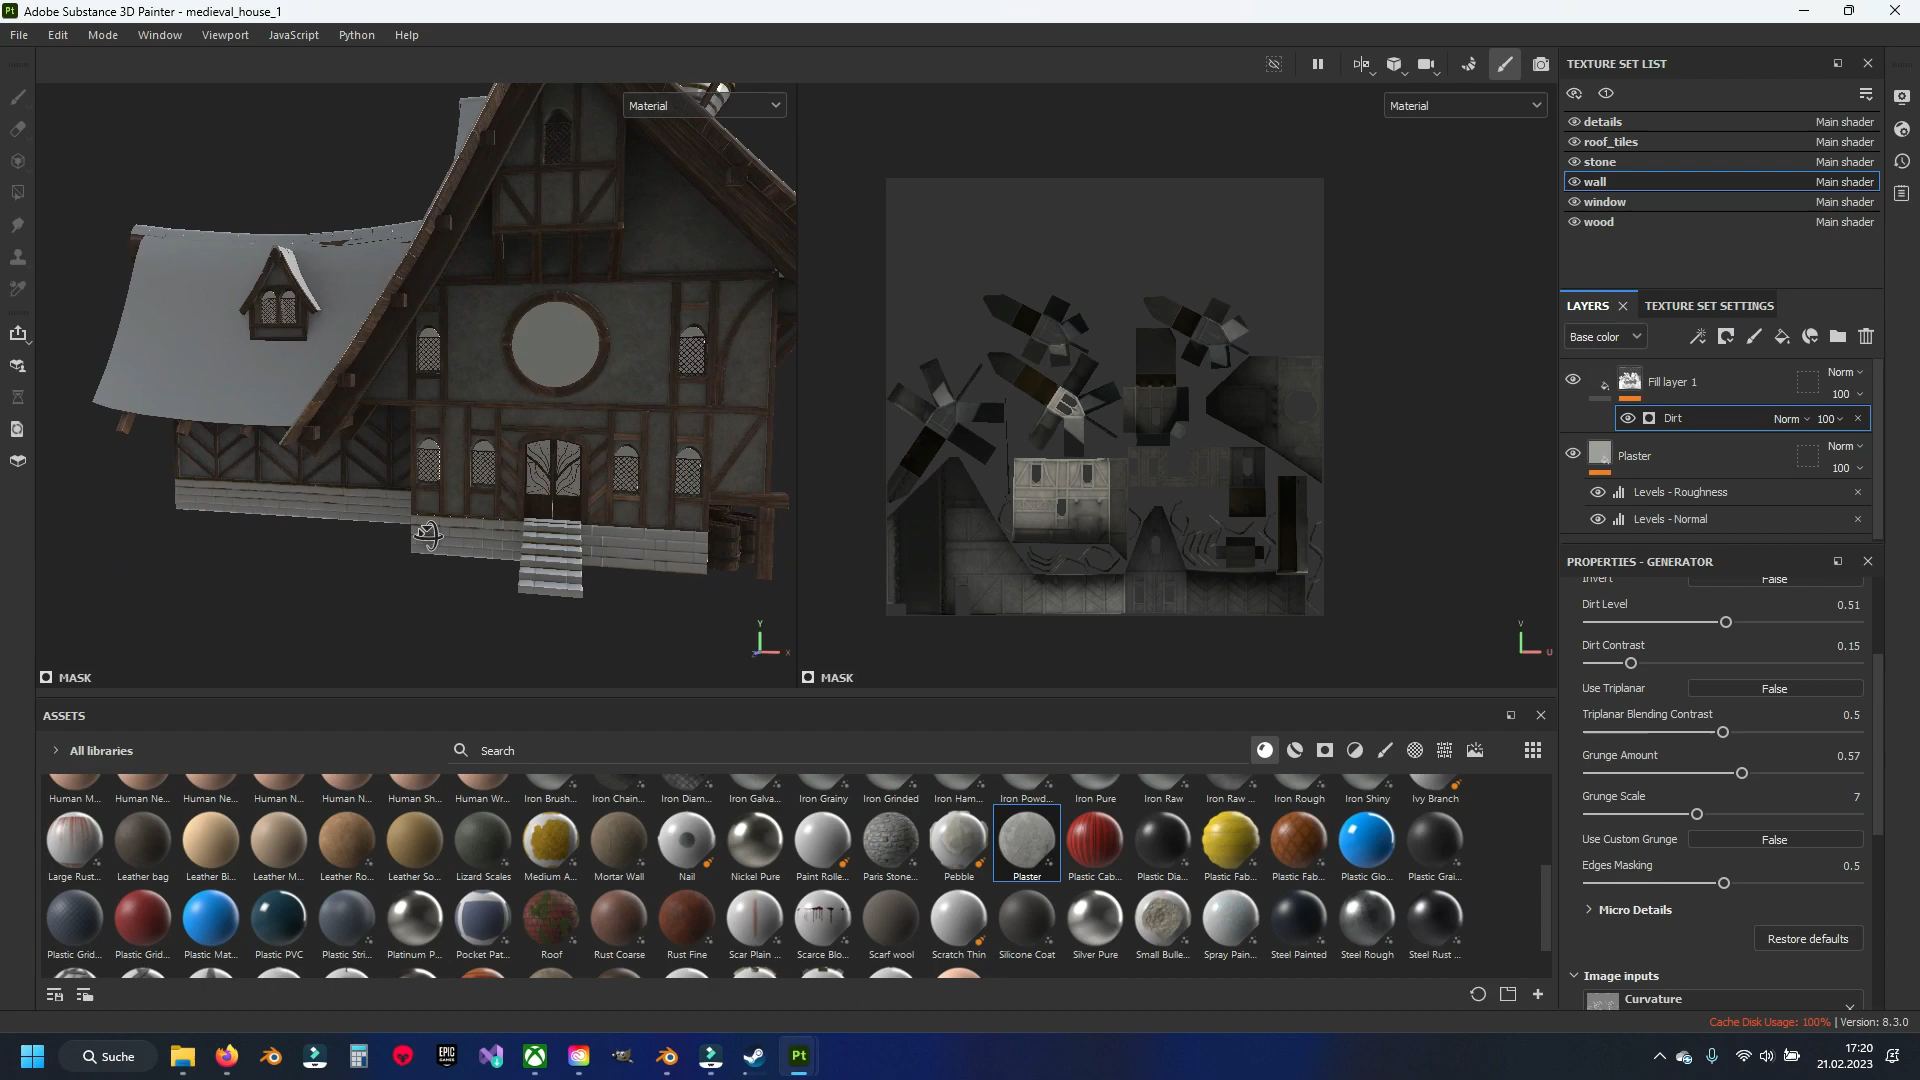 Adobe Substance 3D Painter - medieval_house_1
File Edit Mode Window Viewport JavaScript Python Help
Material
Material
MASK
MASK
TEXTURE SET LIST
details Main shader
roof_tiles Main shader
stone Main shader
wall Main shader
window Main shader
wood Main shader
LAYERS TEXTURE SET SETTINGS
Base color
Fill layer 1 Norm 100
Dirt Norm 100
Plaster Norm 100
Levels - Roughness
Levels - Normal
PROPERTIES - GENERATOR
Invert False
Dirt Level 0.51
Dirt Contrast 0.15
Use Triplanar False
Triplanar Blending Contrast 0.5
Grunge Amount 0.57
Grunge Scale 7
Use Custom Grunge False
Edges Masking 0.5
Micro Details
Restore defaults
Image inputs
Curvature
ASSETS
All libraries Search
Human M... Human Ne... Human Ne... Human N... Human N... Human Sh... Human Wr... Iron Brush... Iron Chain... Iron Diam... Iron Galva... Iron Grainy Iron Grinded Iron Ham... Iron Powd... Iron Pure Iron Raw Iron Raw ... Iron Rough Iron Shiny Ivy Branch
Large Rust... Leather bag Leather Bi... Leather M... Leather Ro... Leather So... Lizard Scales Medium A... Mortar Wall Nail Nickel Pure Paint Rolle... Paris Stone... Pebble Plaster Plastic Cab... Plastic Dia... Plastic Fab... Plastic Fab... Plastic Glo... Plastic Grai...
Plastic Grid... Plastic Grid... Plastic Mat... Plastic PVC Plastic Stri... Platinum P... Pocket Pat... Roof Rust Coarse Rust Fine Scar Plain ... Scarce Blo... Scarf wool Scratch Thin Silicone Coat Silver Pure Small Bulle... Spray Pain... Steel Painted Steel Rough Steel Rust ...
Cache Disk Usage: 100% | Version: 8.3.0
Suche
17:20
21.02.2023